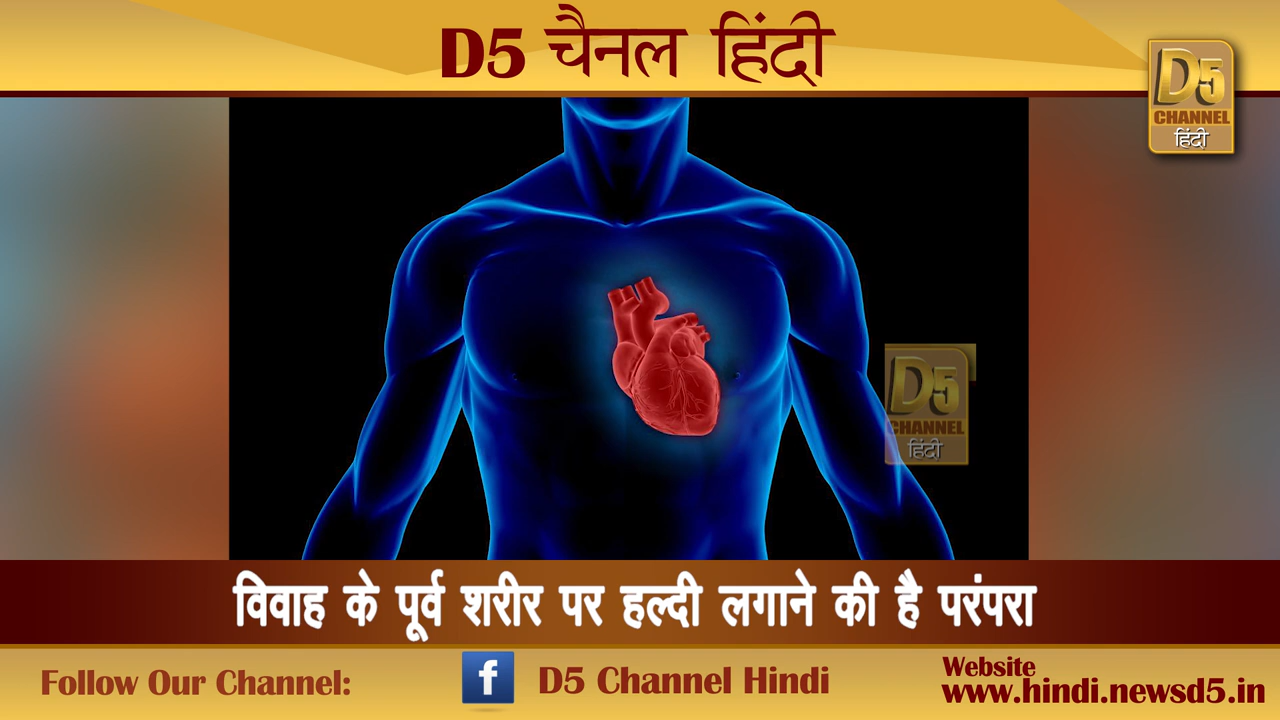 D5 चैनल हिंदी
D5
CHANNEL
हिंदी
D5
CHANNEL
हिंदी
विवाह के पूर्व शरीर पर हल्दी लगाने की है परंपरा
Follow Our Channel:
f
D5 Channel Hindi
Website
www.hindi.newsd5.in